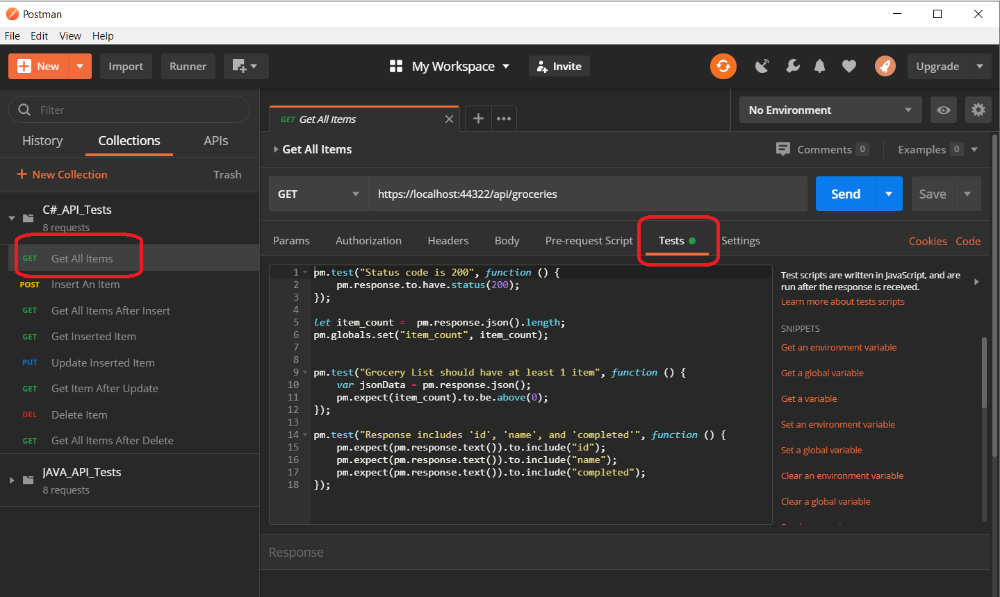 Postman
File Edit View Help
New Import Runner My Workspace Invite Upgrade
Filter
History Collections APIs
New Collection Trash
C#_API_Tests
8 requests
GET Get All Items
POST Insert An Item
GET Get All Items After Insert
GET Get Inserted Item
PUT Update Inserted Item
GET Get Item After Update
DEL Delete Item
GET Get All Items After Delete
JAVA_API_Tests
8 requests
GET Get All Items
No Environment
Get All Items Comments 0 Examples 0
GET https://localhost:44322/api/groceries Send Save
Params Authorization Headers Body Pre-request Script Tests Settings Cookies Code
1 pm.test("Status code is 200", function () {
2 pm.response.to.have.status(200);
3 });
4
5 let item_count = pm.response.json().length;
6 pm.globals.set("item_count", item_count);
7
8
9 pm.test("Grocery List should have at least 1 item", function () {
10 var jsonData = pm.response.json();
11 pm.expect(item_count).to.be.above(0);
12 });
13
14 pm.test("Response includes 'id', 'name', and 'completed'", function () {
15 pm.expect(pm.response.text()).to.include("id");
16 pm.expect(pm.response.text()).to.include("name");
17 pm.expect(pm.response.text()).to.include("completed");
18 });
Test scripts are written in JavaScript, and are
run after the response is received.
Learn more about tests scripts
SNIPPETS
Get an environment variable
Get a global variable
Get a variable
Set an environment variable
Set a global variable
Clear an environment variable
Clear a global variable
Response